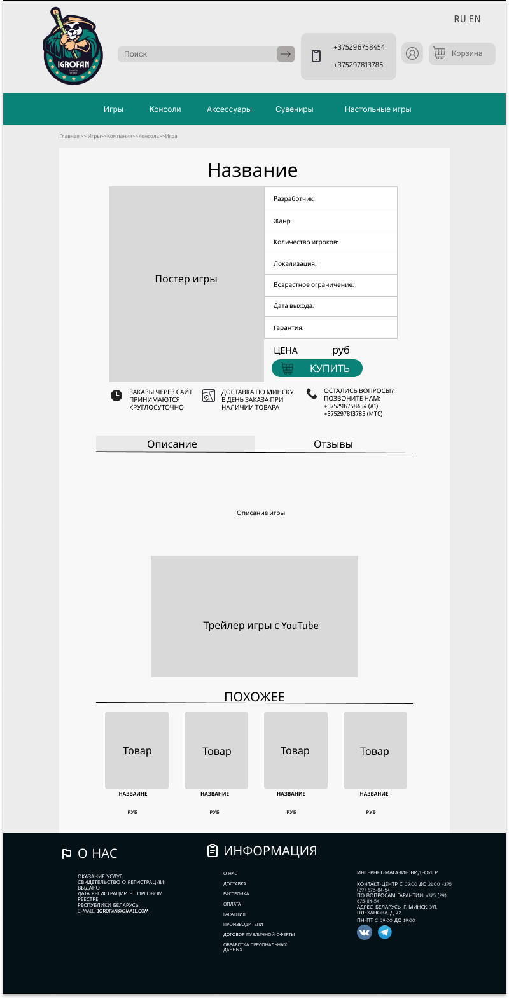 RU EN
IGROFAN
Поиск
+375296758454
+375297813785
Корзина
Игры
Консоли
Аксессуары
Сувениры
Настольные игры
Главная >> Игры>>Компания>>Консоль>>Игра
Название
Постер игры
Разработчик:
Жанр:
Количество игроков:
Локализация:
Возрастное ограничение:
Дата выхода:
Гарантия:
ЦЕНА руб
КУПИТЬ
ЗАКАЗЫ ЧЕРЕЗ САЙТ
ПРИНИМАЮТСЯ
КРУГЛОСУТОЧНО
ДОСТАВКА ПО МИНСКУ
В ДЕНЬ ЗАКАЗА ПРИ
НАЛИЧИИ ТОВАРА
ОСТАЛИСЬ ВОПРОСЫ?
ПОЗВОНИТЕ НАМ:
+375296758454 (A1)
+375297813785 (МТС)
Описание
Отзывы
Описание игры
Трейлер игры с YouTube
ПОХОЖЕЕ
Товар
Товар
Товар
Товар
НАЗВАИНЕ
НАЗВАНИЕ
НАЗВАНИЕ
НАЗВАНИЕ
РУБ
РУБ
РУБ
РУБ
О НАС
ОКАЗАНИЕ УСЛУГ:
СВИДЕТЕЛЬСТВО О РЕГИСТРАЦИИ:
ВЫДАНО
ДАТА РЕГИСТРАЦИИ В ТОРГОВОМ
РЕЕСТРЕ
РЕСПУБЛИКИ БЕЛАРУСЬ:
E-MAIL: IGROFAN@GMAIL.COM
ИНФОРМАЦИЯ
О НАС
ДОСТАВКА
РАССРОЧКА
ОПЛАТА
ГАРАНТИЯ
ПРОИЗВОДИТЕЛИ
ДОГОВОР ПУБЛИЧНОЙ ОФЕРТЫ
ОБРАБОТКА ПЕРСОНАЛЬНЫХ
ДАННЫХ
ИНТЕРНЕТ-МАГАЗИН ВИДЕОИГР
КОНТАКТ-ЦЕНТР С 09:00 ДО 21:00 +375
(29) 675-84-54
ПО ВОПРОСАМ ГАРАНТИИ: +375 (29)
675-84-54
АДРЕС, БЕЛАРУСЬ, Г. МИНСК, УЛ.
ПЛЕХАНОВА, Д. 42
ПН-ПТ С 09:00 ДО 19:00